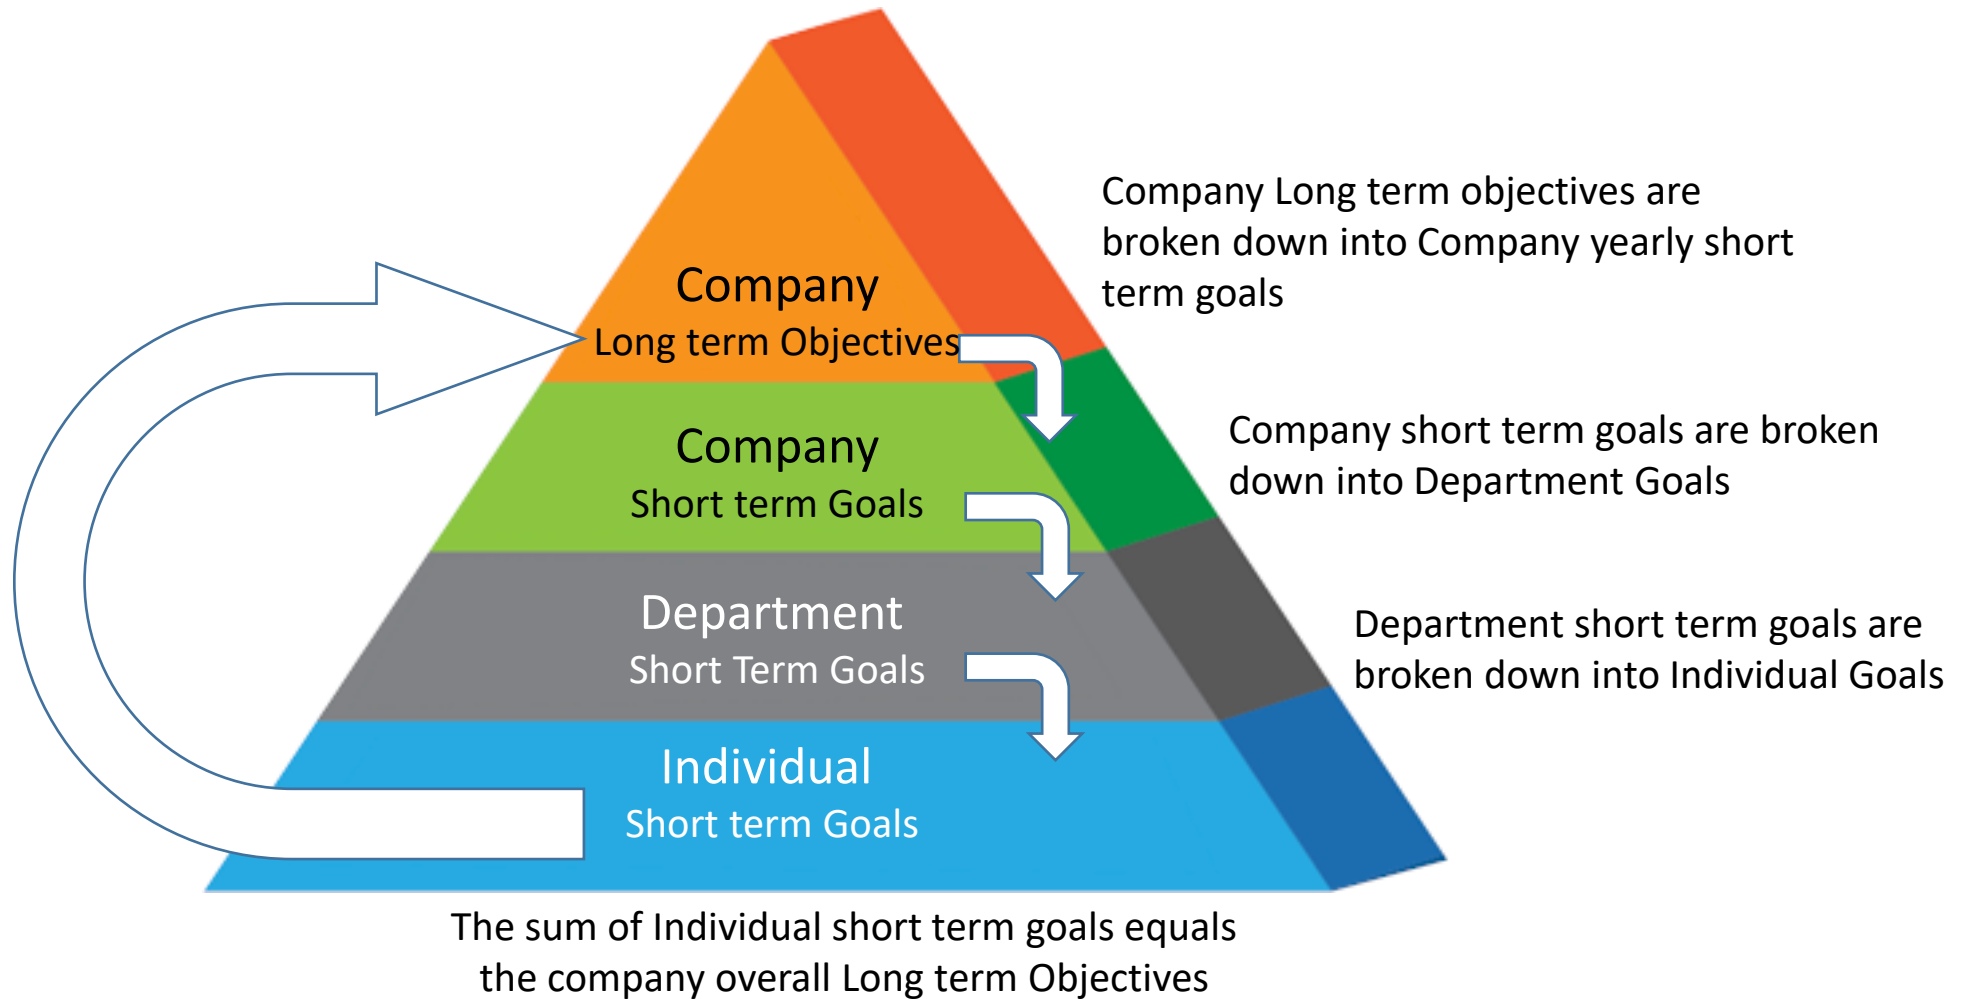 Company Long term objectives are
broken down into Company yearly short
term goals
Company
Long term Objectives
Company short term goals are broken
down into Department Goals
Company
Short term Goals
Department short term goals are
broken down into Individual Goals
Department
Short Term Goals
Individual
Short term Goals
The sum of Individual short term goals equals
the company overall Long term Objectives